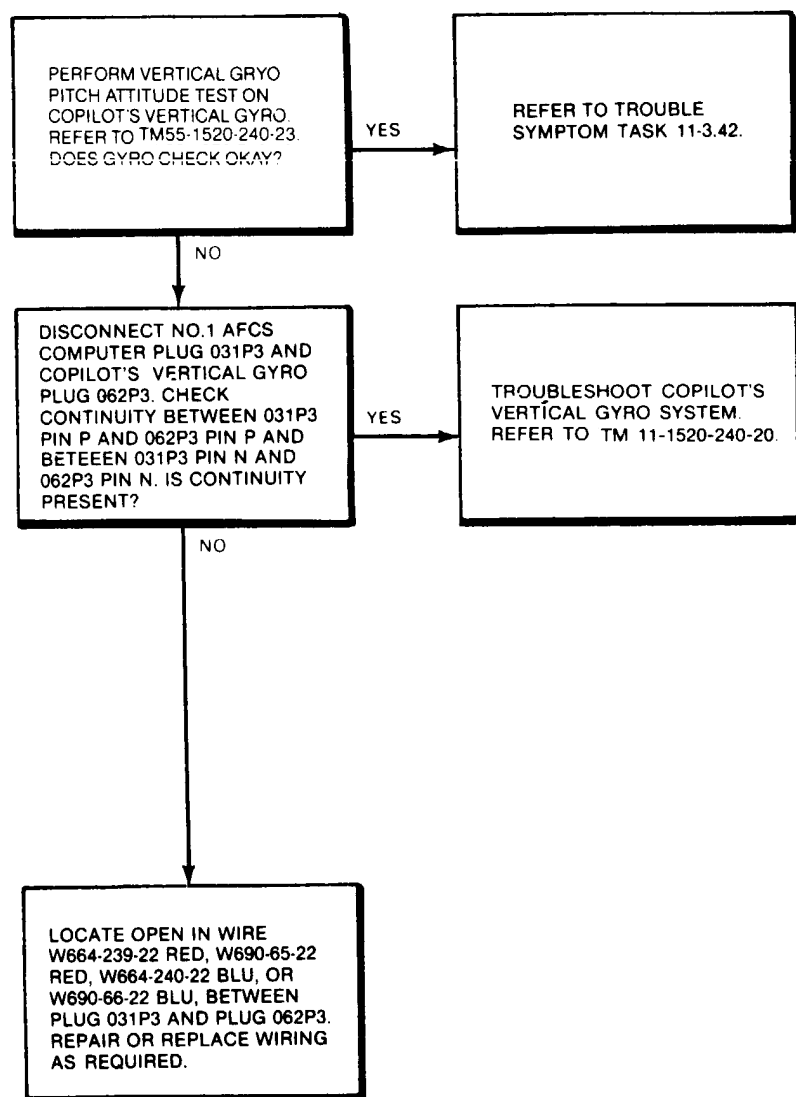 PERFORM VERTICAL GRYO
PITCH ATTITUDE TEST ON
COPILOT'S VERTICAL GYRO.
REFER TO TM55-1520-240-23.
DOES GYRO CHECK OKAY?
YES
REFER TO TROUBLE
SYMPTOM TASK 11-3.42.
NO
DISCONNECT NO.1 AFCS
COMPUTER PLUG 031P3 AND
COPILOT'S VERTICAL GYRO
PLUG 062P3. CHECK
CONTINUITY BETWEEN 031P3
PIN P AND 062P3 PIN P AND
BETEEEN 031P3 PIN N AND
062P3 PIN N. IS CONTINUITY
PRESENT?
YES
TROUBLESHOOT COPILOT'S
VERTICAL GYRO SYSTEM.
REFER TO TM 11-1520-240-20.
NO
LOCATE OPEN IN WIRE
W664-239-22 RED, W690-65-22
RED, W664-240-22 BLU, OR
W690-66-22 BLU, BETWEEN
PLUG 031P3 AND PLUG 062P3.
REPAIR OR REPLACE WIRING
AS REQUIRED.